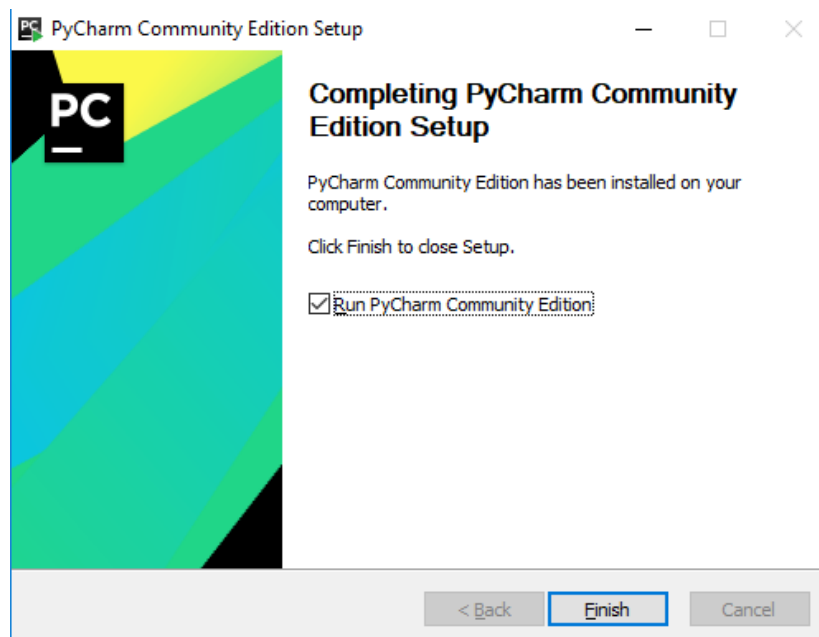 PyCharm Community Edition Setup
PC
Completing PyCharm Community
Edition Setup
PyCharm Community Edition has been installed on your
computer.
Click Finish to close Setup.
Run PyCharm Community Edition
< Back
Finish
Cancel